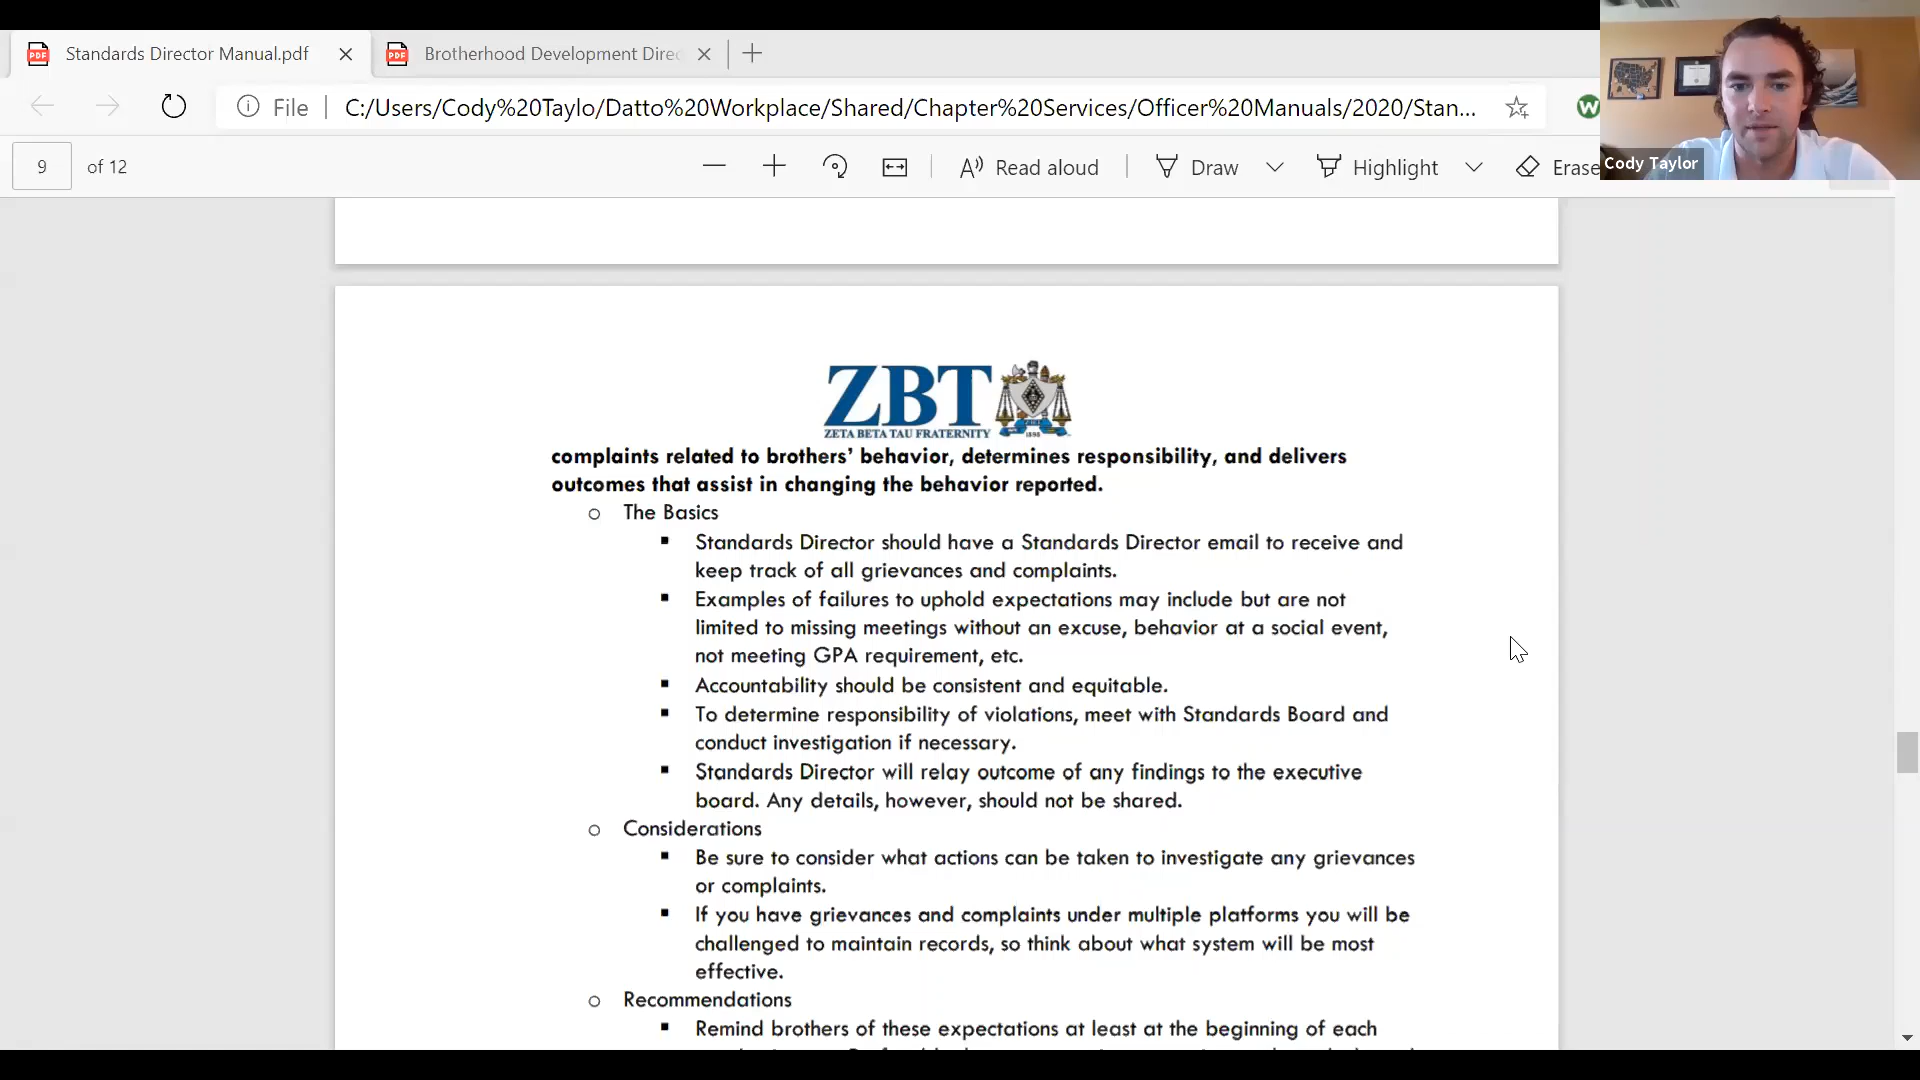 Standards Director Manual.pdf
Brotherhood Development Direc
File
C:/Users/Cody%20Taylo/Datto%20Workplace/Shared/Chapter%20Services/Officer%20Manuals/2020/Stan...
W
9 of 12
Read aloud
Draw
Highlight
Erase
Cody Taylor
ZBT
ZETA BETA TAU FRATERNITY
1898
complaints related to brothers’ behavior, determines responsibility, and delivers
outcomes that assist in changing the behavior reported.
The Basics
Standards Director should have a Standards Director email to receive and
keep track of all grievances and complaints.
Examples of failures to uphold expectations may include but are not
limited to missing meetings without an excuse, behavior at a social event,
not meeting GPA requirement, etc.
Accountability should be consistent and equitable.
To determine responsibility of violations, meet with Standards Board and
conduct investigation if necessary.
Standards Director will relay outcome of any findings to the executive
board. Any details, however, should not be shared.
Considerations
Be sure to consider what actions can be taken to investigate any grievances
or complaints.
If you have grievances and complaints under multiple platforms you will be
challenged to maintain records, so think about what system will be most
effective.
Recommendations
Remind brothers of these expectations at least at the beginning of each